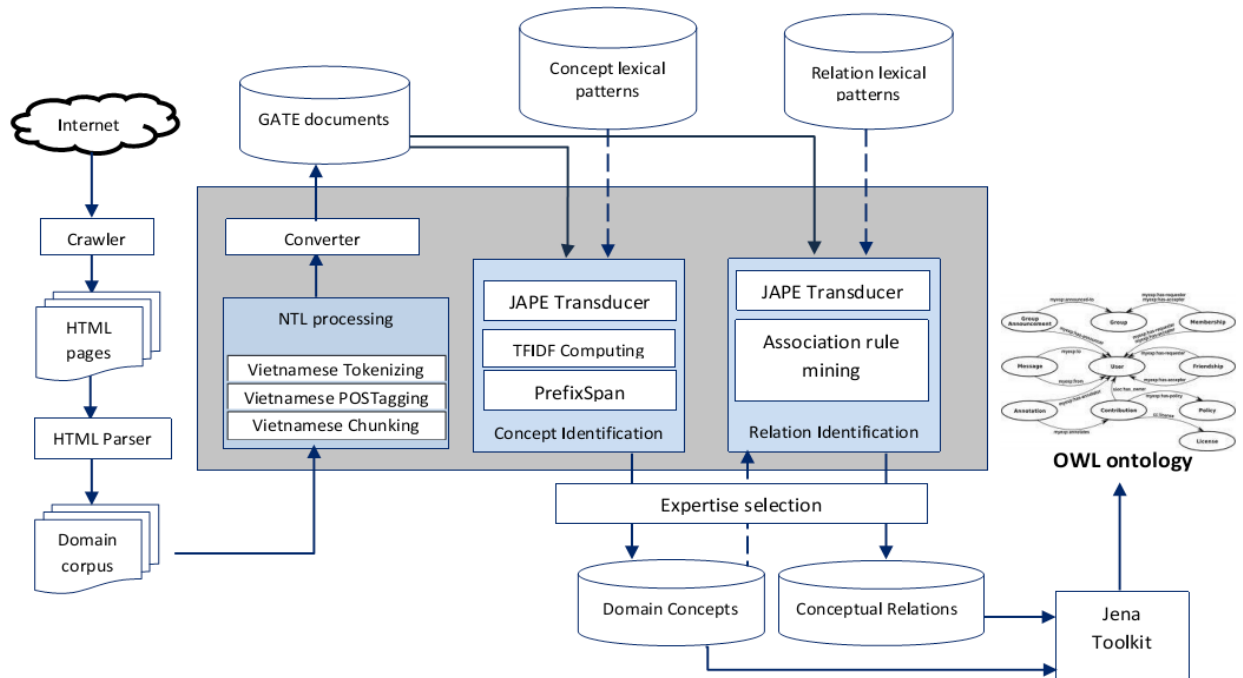 Concept lexical
patterns
Relation lexical
patterns
GATE documents
Internet
Crawler
Converter
HTML
pages
NTL processing
Vietnamese Tokenizing
Vietnamese POSTagging
Vietnamese Chunking
JAPE Transducer
TFIDF Computing
PrefixSpan
Concept Identification
JAPE Transducer
Association rule
mining
Relation Identification
HTML Parser
Domain
corpus
Expertise selection
Domain Concepts
Conceptual Relations
Jena
Toolkit
Group
Announcement
Group
Membership
Message
User
Friendship
Annotation
Contribution
Policy
License
OWL ontology